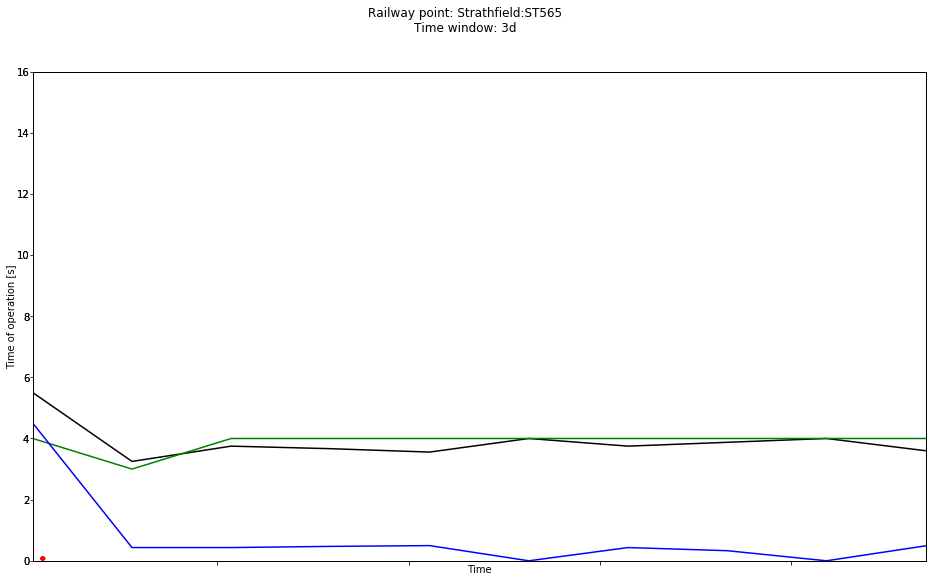 Railway point: Strathfield:ST565
Time window: 3d
16
14
12
10
8
6
4
2
0
Time of operation [s]
Time